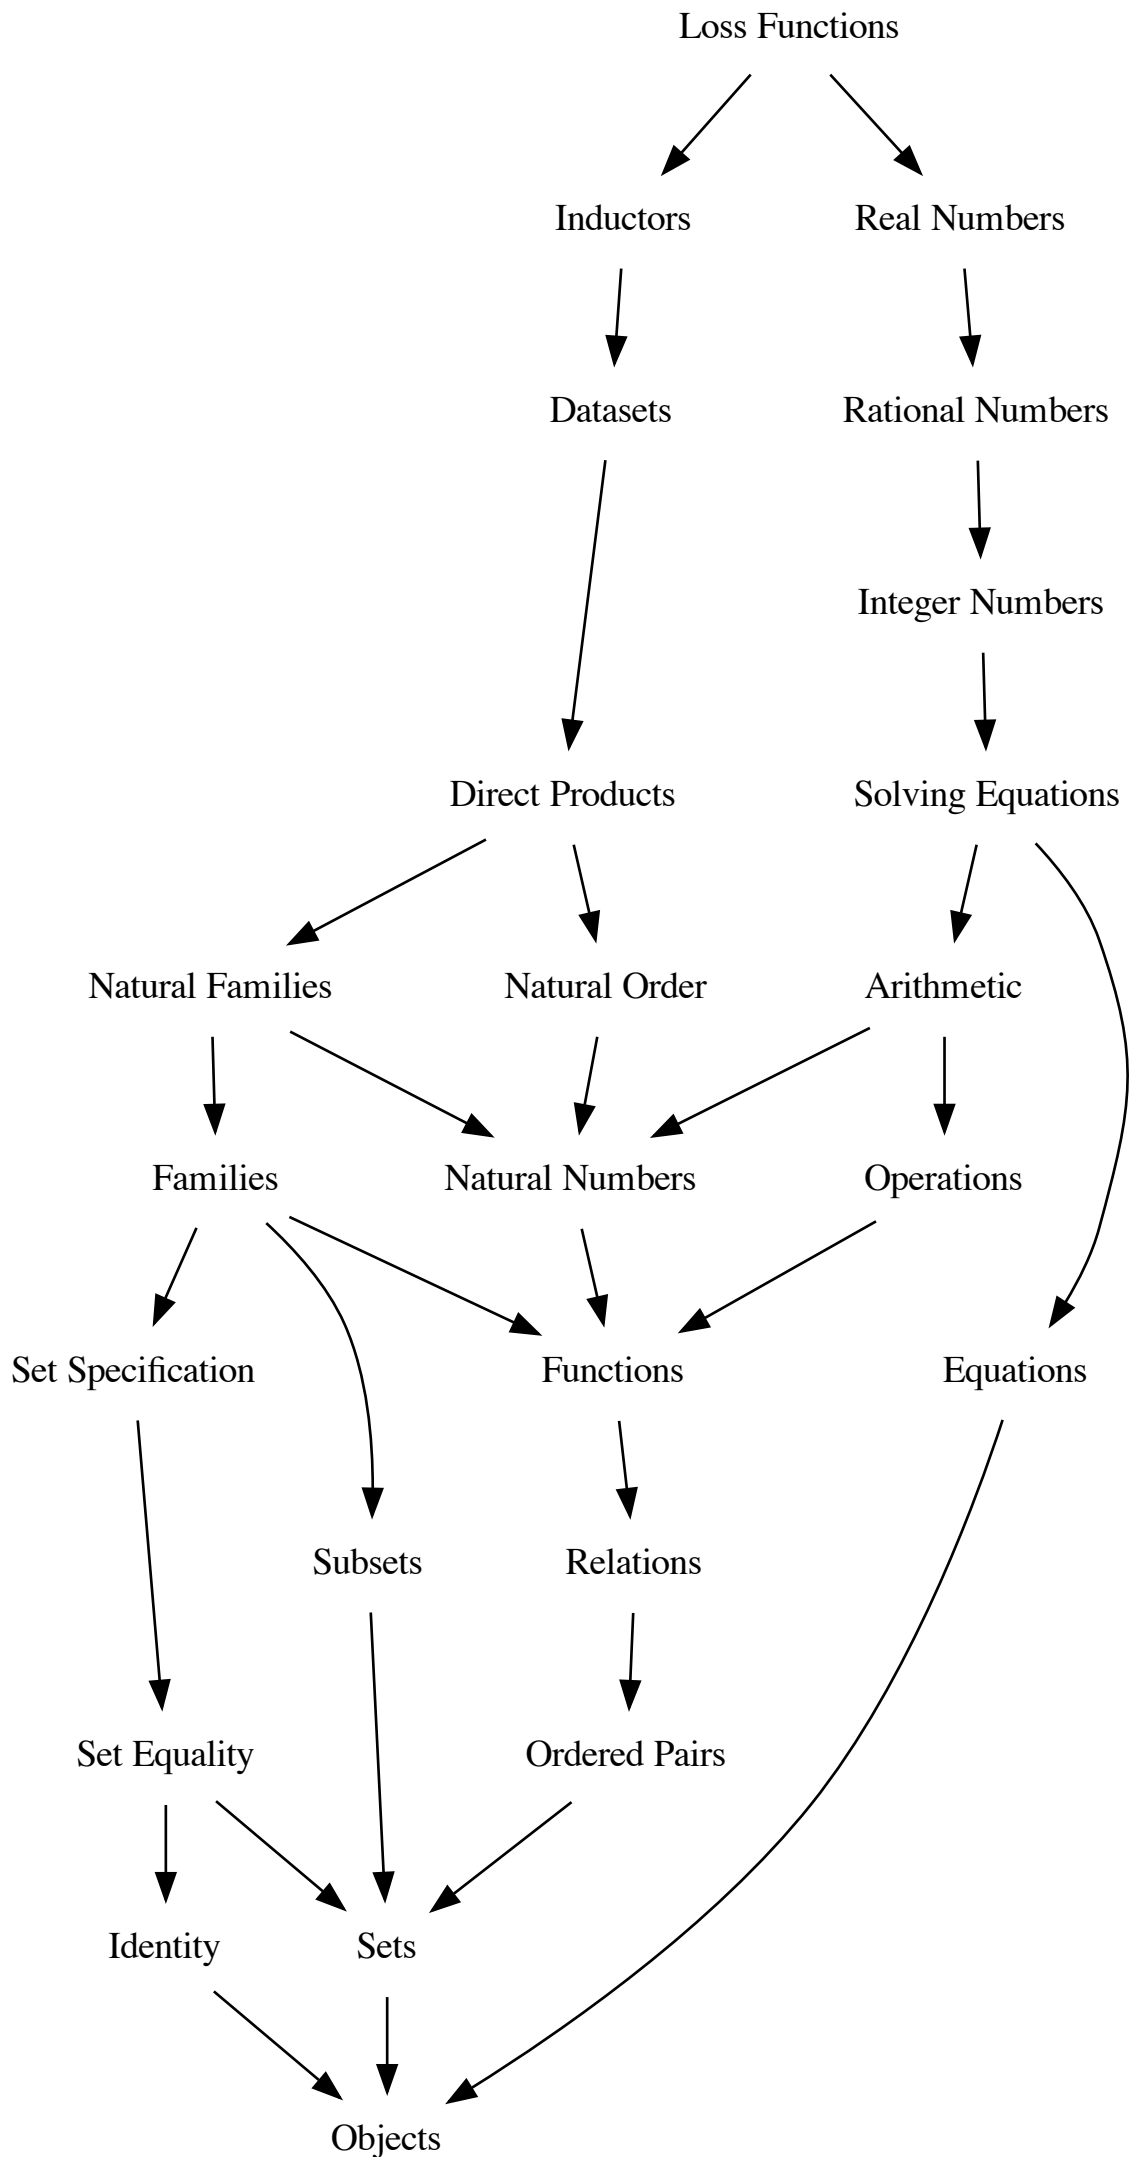 Loss Functions
Inductors
Real Numbers
Datasets
Rational Numbers
Integer Numbers
Direct Products
Solving Equations
Natural Families
Natural Order
Arithmetic
Families
Natural Numbers
Operations
Set Specification
Functions
Equations
Subsets
Relations
Set Equality
Ordered Pairs
Identity
Sets
Objects